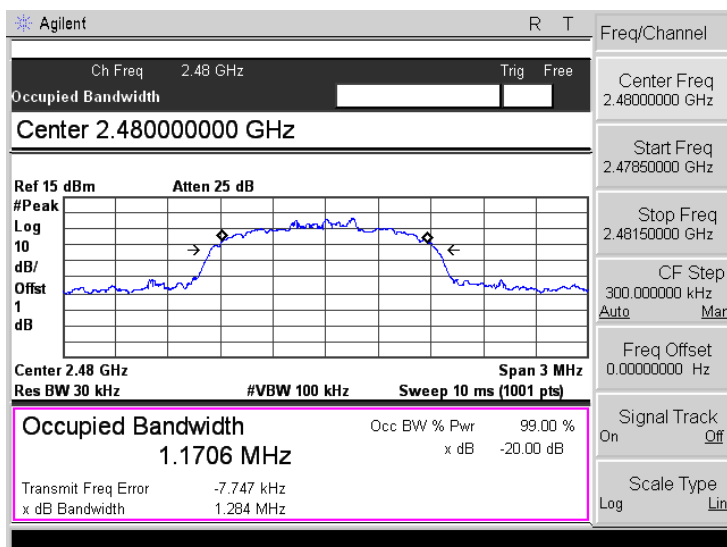 Agilent R T
Ch Freq 2.48 GHz Trig Free
Occupied Bandwidth
Center 2.480000000 GHz
Ref 15 dBm Atten 25 dB
#Peak
Log
10
dB/
Offst
1
dB
Center 2.48 GHz Span 3 MHz
Res BW 30 kHz #VBW 100 kHz Sweep 10 ms (1001 pts)
Occupied Bandwidth
1.1706 MHz
Occ BW % Pwr 99.00 %
x dB -20.00 dB
Transmit Freq Error -7.747 kHz
x dB Bandwidth 1.284 MHz
Freq/Channel
Center Freq
2.48000000 GHz
Start Freq
2.47850000 GHz
Stop Freq
2.48150000 GHz
CF Step
300.000000 kHz
Auto Man
Freq Offset
0.00000000 Hz
Signal Track
On Off
Scale Type
Log Lin